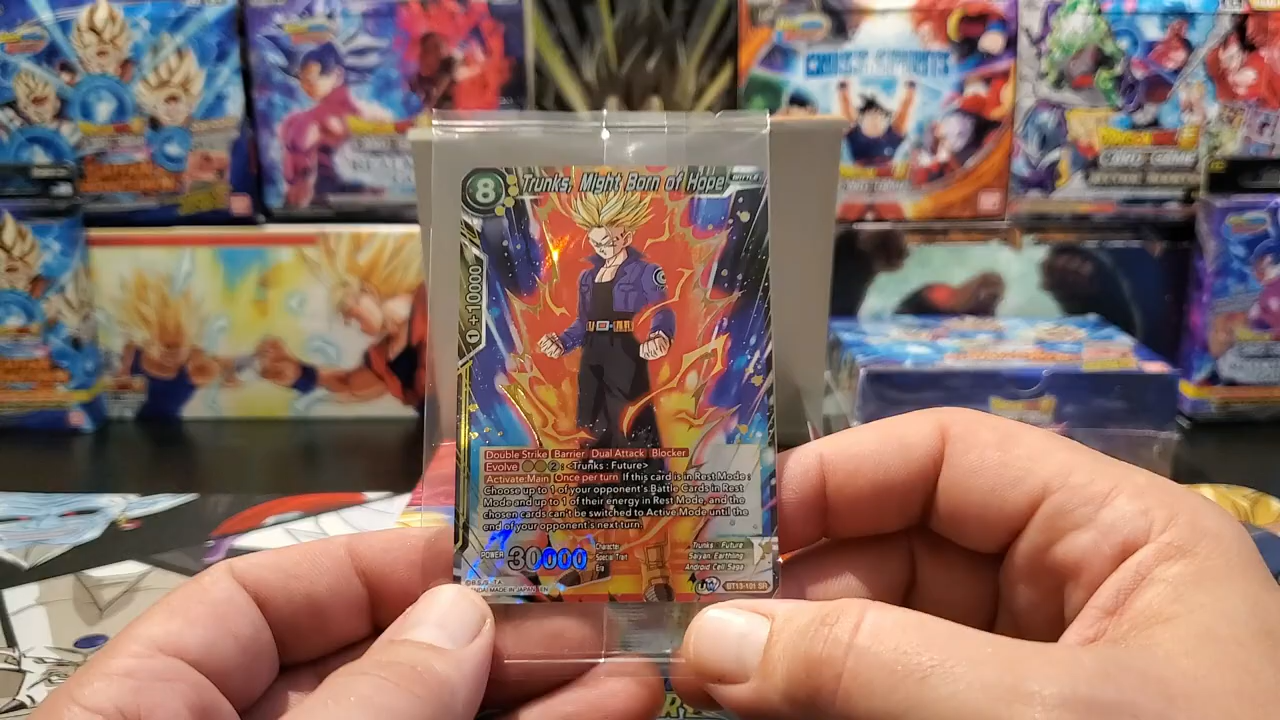 CARD GAME
8
Trunks, Might Born of Hope
BATTLE
+10000
Double Strike Barrier Dual Attack Blocker
Evolve 2 : <Trunks : Future>
Activate:Main Once per turn If this card is in Rest Mode :
Choose up to 1 of your opponent's Battle Cards in Rest
Mode and up to 1 of their energy in Rest Mode, and the
chosen cards can't be switched to Active Mode until the
end of your opponent's next turn.
POWER 30000
Character Trunks : Future
Special Trait Saiyan Earthling
Era Android Cell Saga
MADE IN JAPAN EN
UW BT13-101 SR